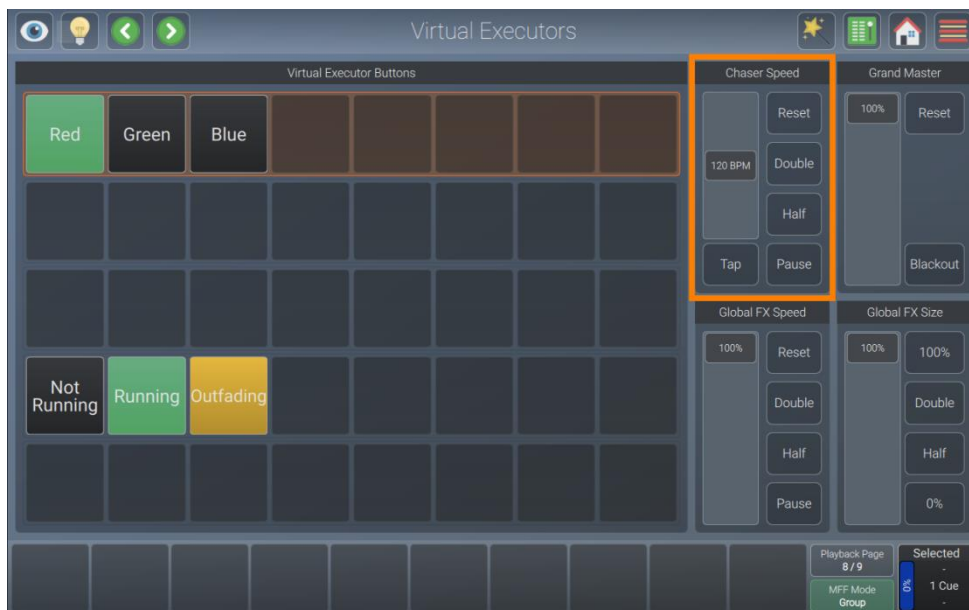 Virtual Executors
Virtual Executor Buttons
Red
Green
Blue
Not
Running
Running
Outfading
Chaser Speed
120 BPM
Reset
Double
Half
Tap
Pause
Grand Master
100%
Reset
Blackout
Global FX Speed
100%
Reset
Double
Half
Pause
Global FX Size
100%
100%
Double
Half
0%
Playback Page
8/9
MFF Mode
Group
Selected
-
0%
1 Cue
-